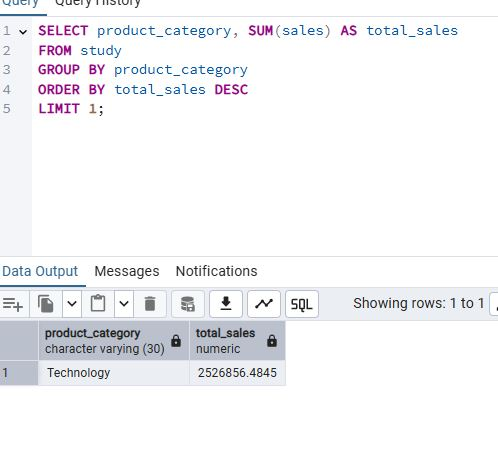 Query Query History
1 SELECT product_category, SUM(sales) AS total_sales
2 FROM study
3 GROUP BY product_category
4 ORDER BY total_sales DESC
5 LIMIT 1;
Data Output Messages Notifications
SQL Showing rows: 1 to 1
product_category total_sales
character varying (30) numeric
1 Technology 2526856.4845